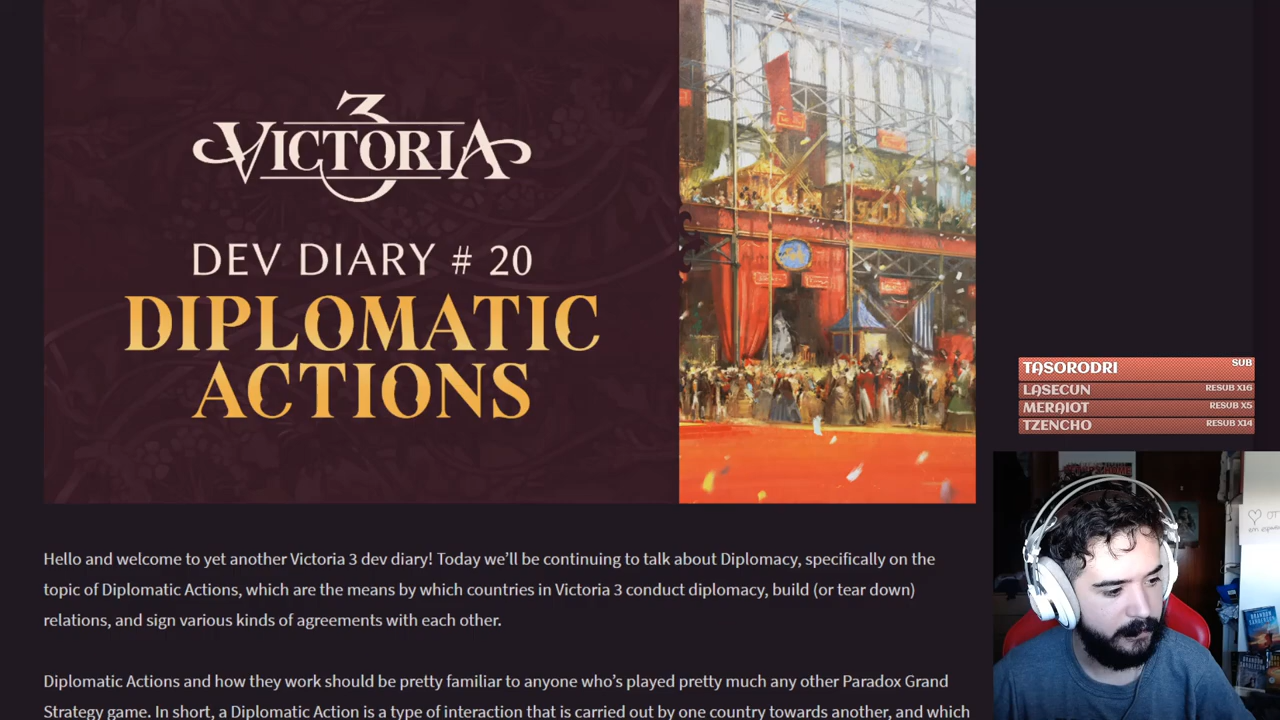 VICTORIA
3
DEV DIARY # 20
DIPLOMATIC
ACTIONS
TASORODRI SUB
LASECUN RESUB X16
MERAIOT RESUB X5
TZENCHO RESUB X14
Hello and welcome to yet another Victoria 3 dev diary! Today we’ll be continuing to talk about Diplomacy, specifically on the
topic of Diplomatic Actions, which are the means by which countries in Victoria 3 conduct diplomacy, build (or tear down)
relations, and sign various kinds of agreements with each other.
Diplomatic Actions and how they work should be pretty familiar to anyone who’s played pretty much any other Paradox Grand
Strategy game. In short, a Diplomatic Action is a type of interaction that is carried out by one country towards another, and which